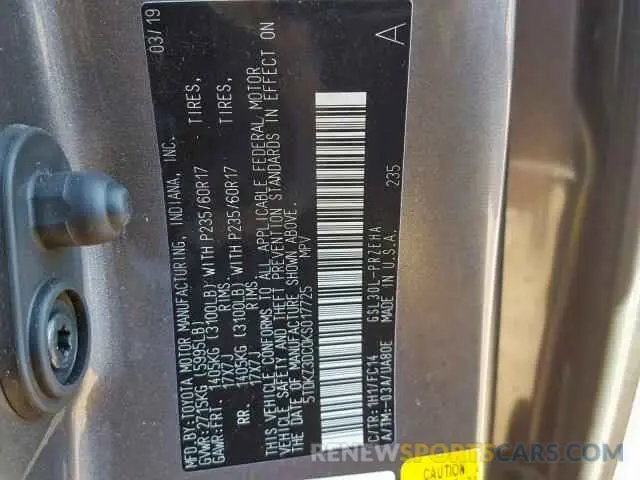 MFD.BY:TOYOTA MOTOR MANUFACTURING, INDIANA, INC. 03/19
GVWR:2715KG (5995LB)
GAWR:FRT. 1405KG (3100LB) WITH P235/60R17 TIRES,
17X7J RIMS
RR. 1405KG (3100LB) WITH P235/60R17 TIRES,
17X7J RIMS
THIS VEHICLE CONFORMS TO ALL APPLICABLE FEDERAL MOTOR
VEHICLE SAFETY AND THEFT PREVENTION STANDARDS IN EFFECT ON
THE DATE OF MANUFACTURE SHOWN ABOVE.
5TDKZ3DC0KS017725 MPV
A
235
C/TR:1H1/FC14 GSL30L-PRZEHA
A/TM:-03A/UA80E MADE IN U.S.A.
CAUTION
RENEWSPORTSCAR.COM